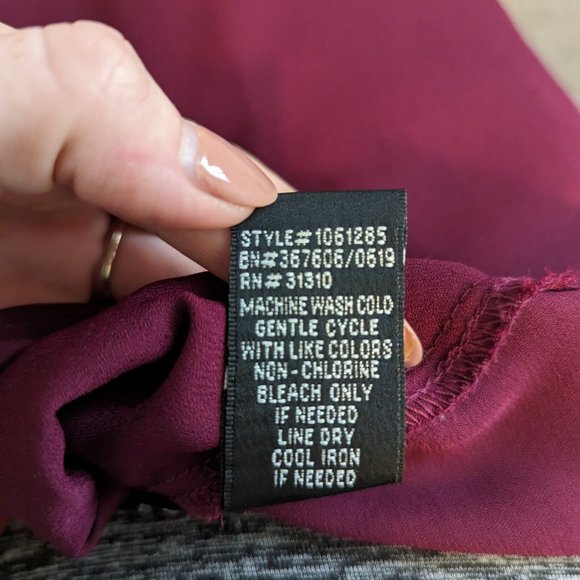 STYLE# 1061285
EN# 367606/0619
RN# 31310
MACHINE WASH COLD
GENTLE CYCLE
WITH LIKE COLORS
NON-CHLORINE
BLEACH ONLY
IF NEEDED
LINE DRY
COOL IRON
IF NEEDED